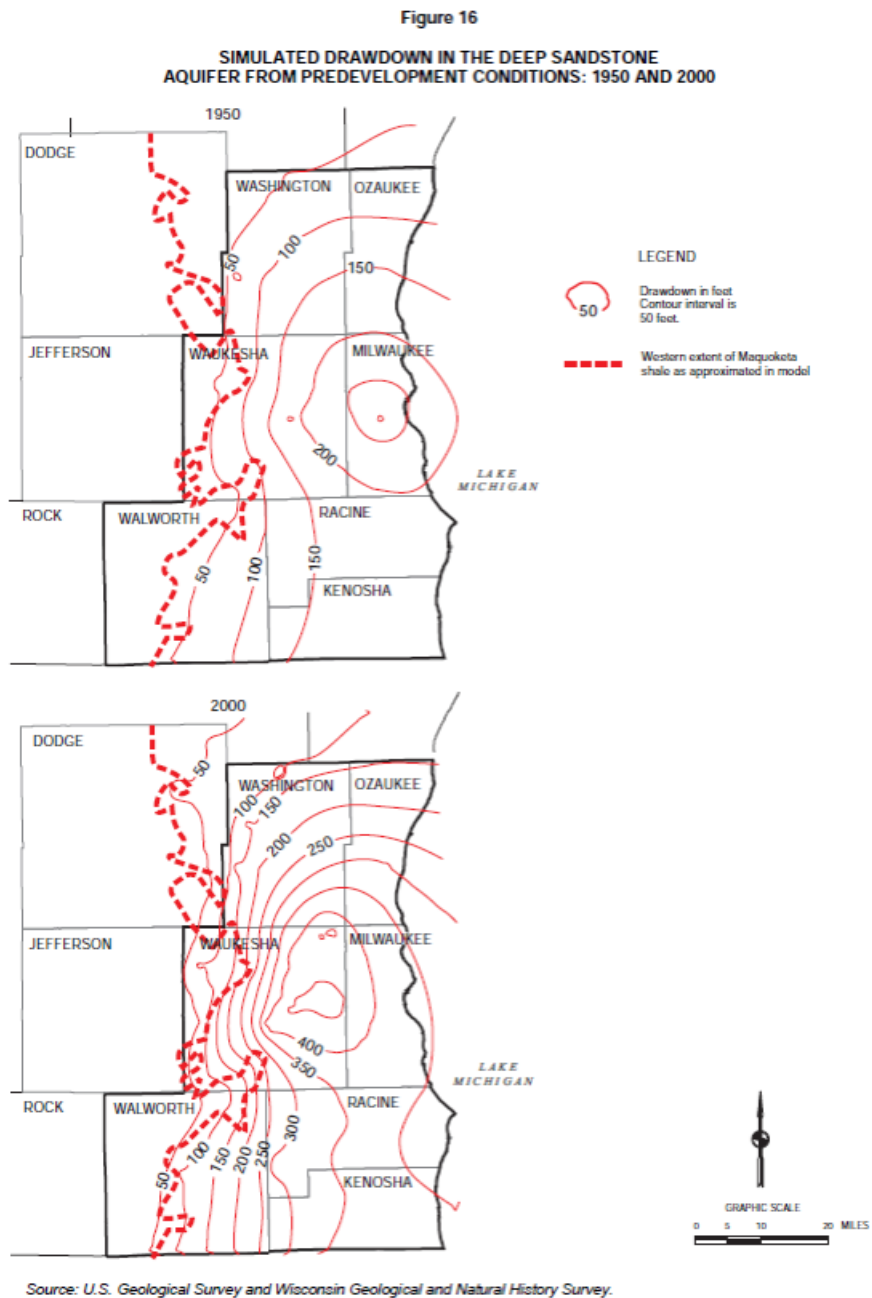 Figure 16
SIMULATED DRAWDOWN IN THE DEEP SANDSTONE
AQUIFER FROM PREDEVELOPMENT CONDITIONS: 1950 AND 2000
1950
DODGE
WASHINGTON
OZAUKEE
50
100
150
JEFFERSON
WAUKESHA
MILWAUKEE
200
LAKE
MICHIGAN
ROCK
WALWORTH
RACINE
50
100
150
KENOSHA
LEGEND
50
Drawdown in feet
Contour interval is
50 feet.
Western extent of Maquoketa
shale as approximated in model
2000
DODGE
50
WASHINGTON
OZAUKEE
100
150
200
250
JEFFERSON
WAUKESHA
MILWAUKEE
400
350
LAKE
MICHIGAN
ROCK
WALWORTH
RACINE
300
50
100
150
200
250
KENOSHA
GRAPHIC SCALE
0 5 10 20 MILES
Source: U.S. Geological Survey and Wisconsin Geological and Natural History Survey.